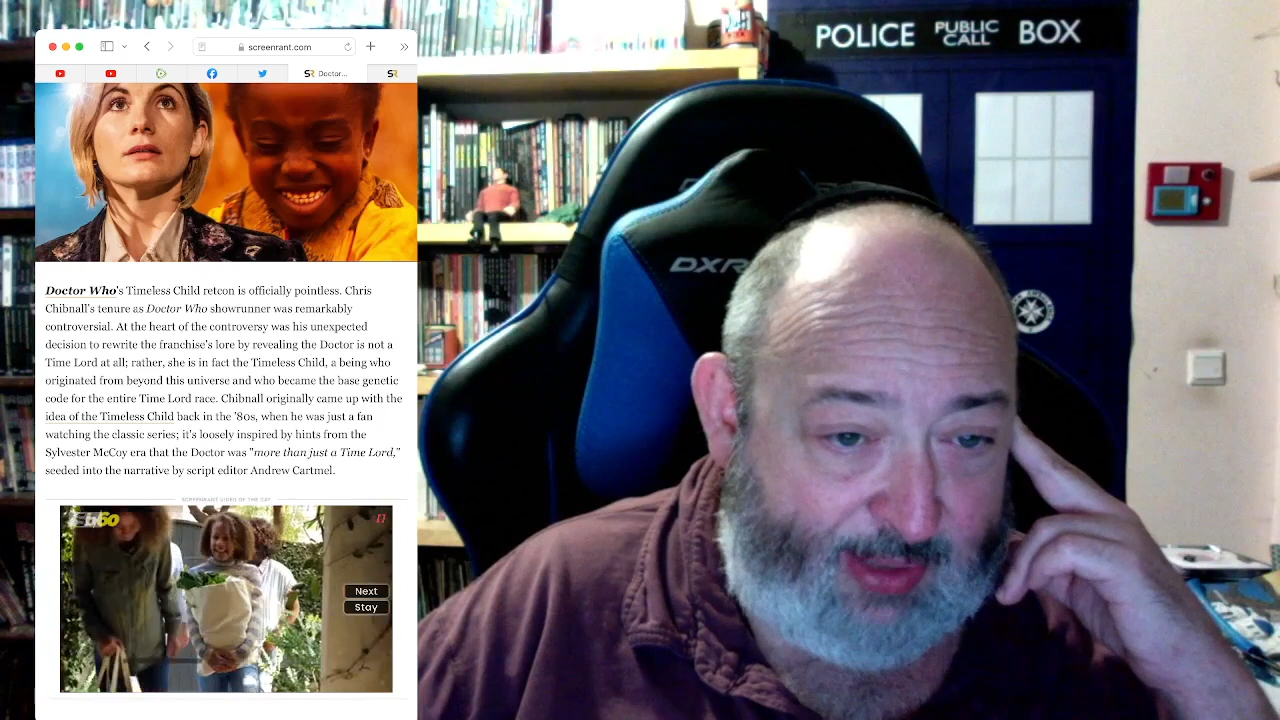 screenrant.com
SR Doctor...
SR
Doctor Who's Timeless Child retcon is officially pointless. Chris
Chibnall's tenure as Doctor Who showrunner was remarkably
controversial. At the heart of the controversy was his unexpected
decision to rewrite the franchise's lore by revealing the Doctor is not a
Time Lord at all; rather, she is in fact the Timeless Child, a being who
originated from beyond this universe and who became the base genetic
code for the entire Time Lord race. Chibnall originally came up with the
idea of the Timeless Child back in the '80s, when he was just a fan
watching the classic series; it's loosely inspired by hints from the
Sylvester McCoy era that the Doctor was "more than just a Time Lord,"
seeded into the narrative by script editor Andrew Cartmel.
SCREENRANT VIDEO OF THE DAY
Next
Stay
POLICE PUBLIC CALL BOX
DXR